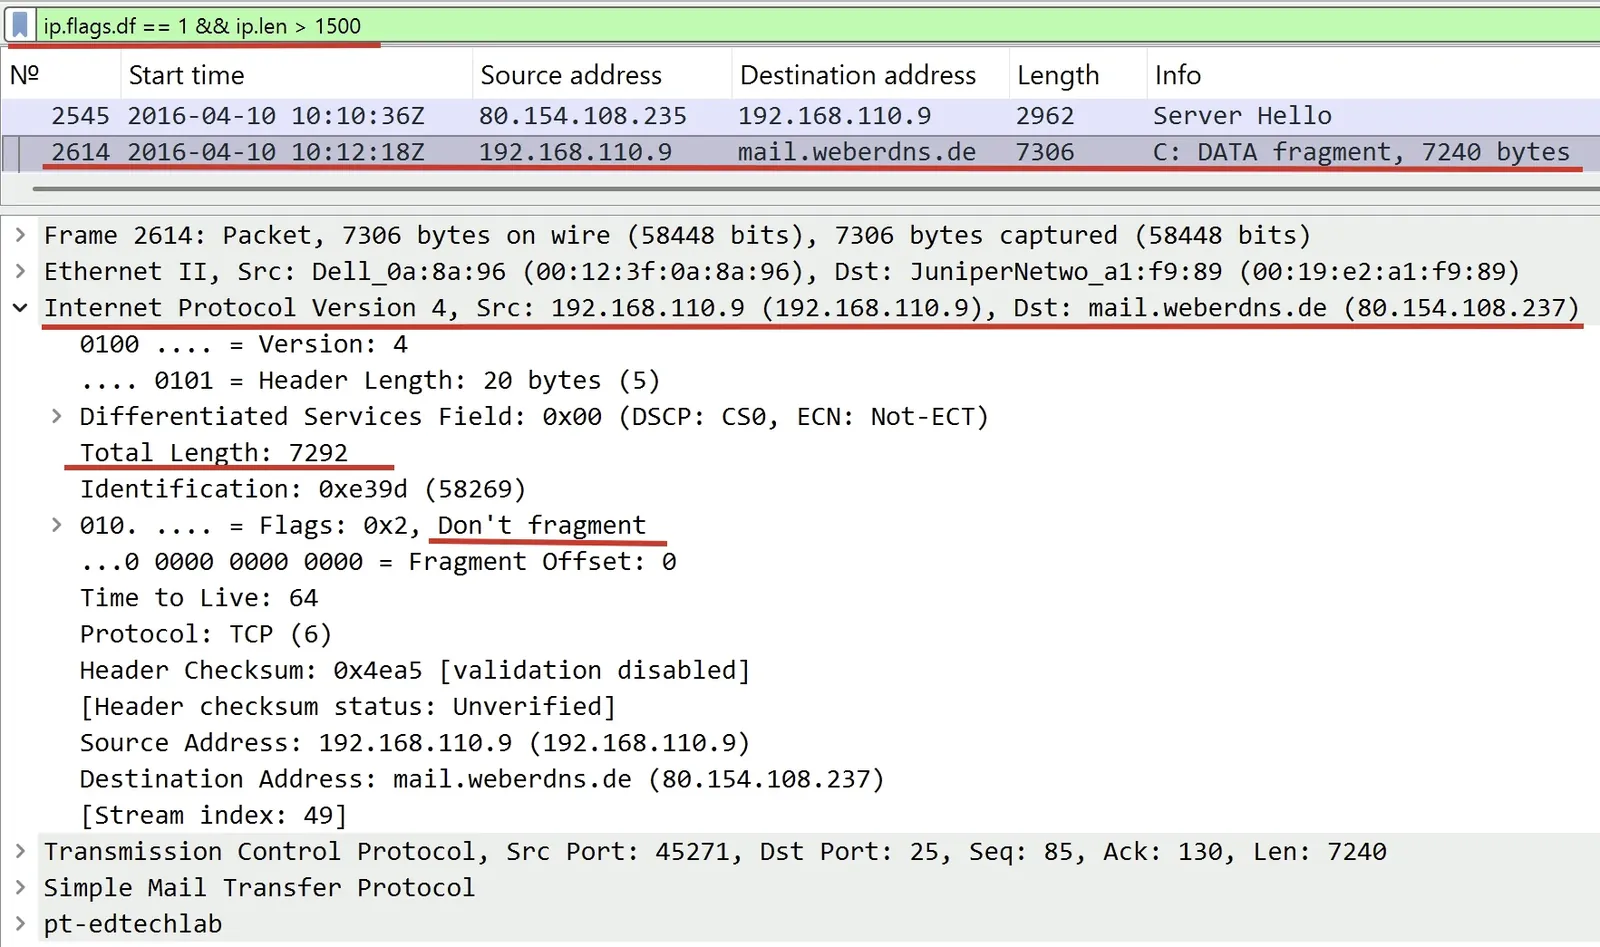 ip.flags.df == 1 && ip.len > 1500
Nº Start time Source address Destination address Length Info
2545 2016-04-10 10:10:36Z 80.154.108.235 192.168.110.9 2962 Server Hello
2614 2016-04-10 10:12:18Z 192.168.110.9 mail.weberdns.de 7306 C: DATA fragment, 7240 bytes
Frame 2614: Packet, 7306 bytes on wire (58448 bits), 7306 bytes captured (58448 bits)
Ethernet II, Src: Dell_0a:8a:96 (00:12:3f:0a:8a:96), Dst: JuniperNetwo_a1:f9:89 (00:19:e2:a1:f9:89)
Internet Protocol Version 4, Src: 192.168.110.9 (192.168.110.9), Dst: mail.weberdns.de (80.154.108.237)
0100 .... = Version: 4
.... 0101 = Header Length: 20 bytes (5)
Differentiated Services Field: 0x00 (DSCP: CS0, ECN: Not-ECT)
Total Length: 7292
Identification: 0xe39d (58269)
010. .... = Flags: 0x2, Don't fragment
...0 0000 0000 0000 = Fragment Offset: 0
Time to Live: 64
Protocol: TCP (6)
Header Checksum: 0x4ea5 [validation disabled]
[Header checksum status: Unverified]
Source Address: 192.168.110.9 (192.168.110.9)
Destination Address: mail.weberdns.de (80.154.108.237)
[Stream index: 49]
Transmission Control Protocol, Src Port: 45271, Dst Port: 25, Seq: 85, Ack: 130, Len: 7240
Simple Mail Transfer Protocol
pt-edtechlab